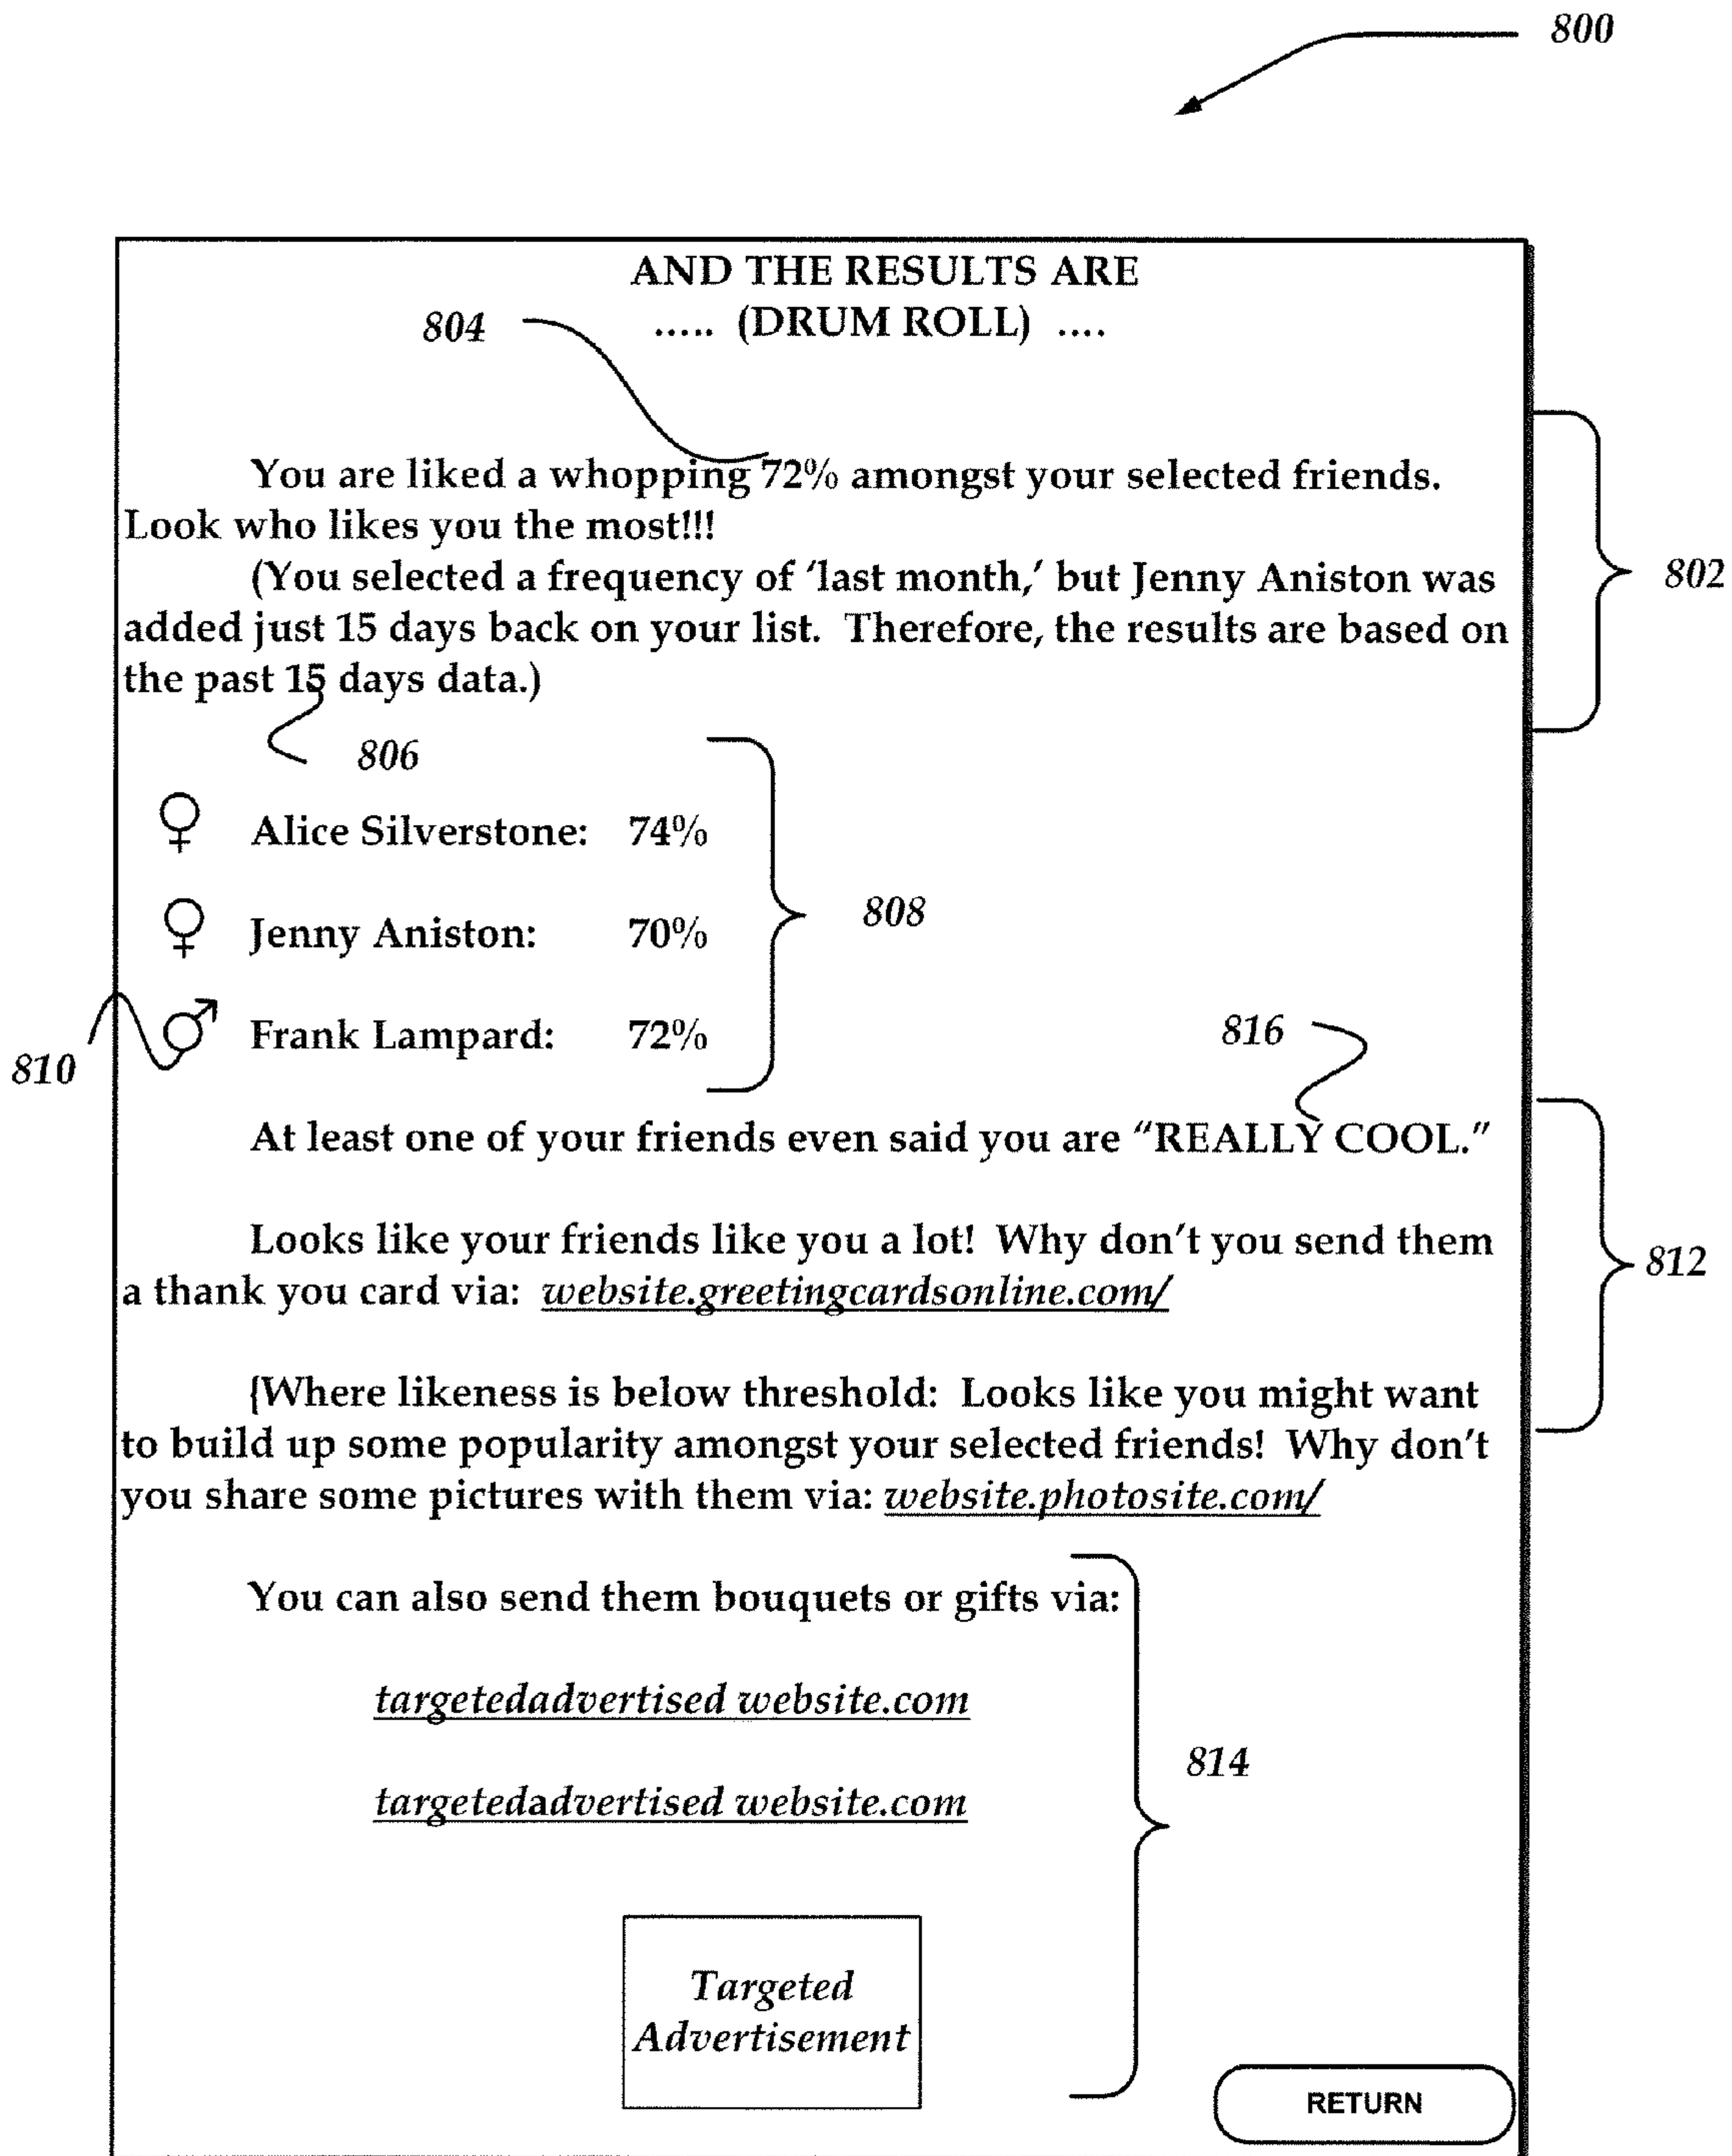 800
AND THE RESULTS ARE
804
..... (DRUM ROLL) ....
You are liked a whopping 72% amongst your selected friends.
Look who likes you the most!!!
(You selected a frequency of ‘last month,’ but Jenny Aniston was
802
added just 15 days back on your list. Therefore, the results are based on
the past 15 days data.)
806
Alice Silverstone: 74%
808
Jenny Aniston: 70%
Frank Lampard: 72%
816
810
At least one of your friends even said you are “REALLY COOL.”
Looks like your friends like you a lot! Why don’t you send them
812
a thank you card via: website.greetingcardsonline.com/
{Where likeness is below threshold: Looks like you might want
to build up some popularity amongst your selected friends! Why don’t
you share some pictures with them via: website.photosite.com/
You can also send them bouquets or gifts via:
targetedadvertised website.com
814
targetedadvertised website.com
Targeted
Advertisement
RETURN